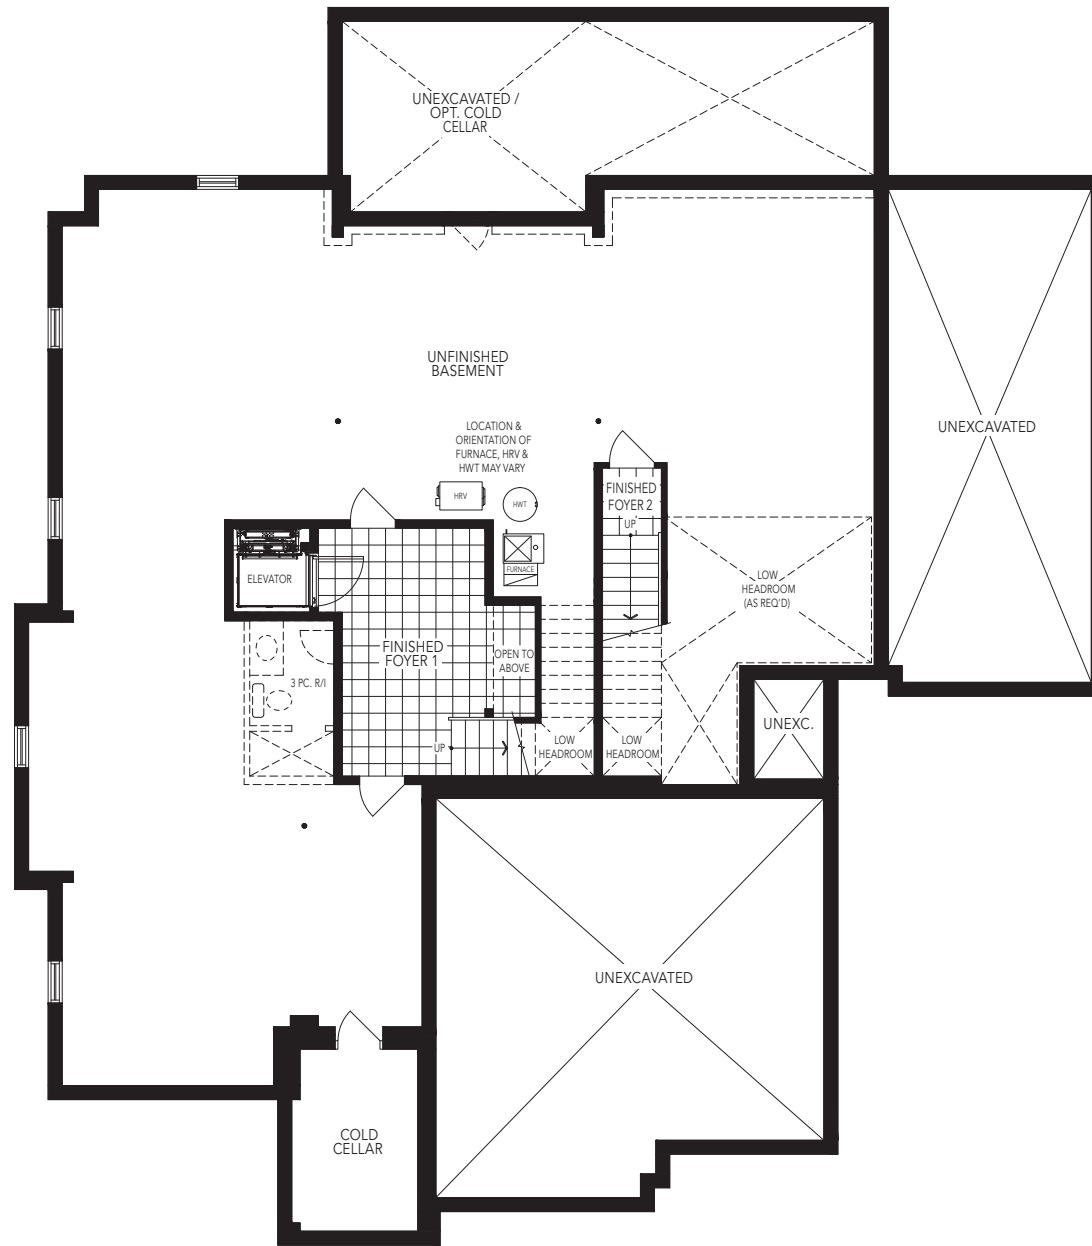 UNEXCAVATED /
OPT. COLD
CELLAR
UNFINISHED
BASEMENT
UNEXCAVATED
LOCATION &
ORIENTATION OF
FURNACE, HRV &
HWT MAY VARY
HRV
HWT
FINISHED
FOYER 2
UP
FURNACE
ELEVATOR
LOW
HEADROOM
(AS REQ'D)
FINISHED
FOYER 1
OPEN TO
ABOVE
3 PC. R/I
UP
LOW
HEADROOM
LOW
HEADROOM
UNEXC.
UNEXCAVATED
COLD
CELLAR